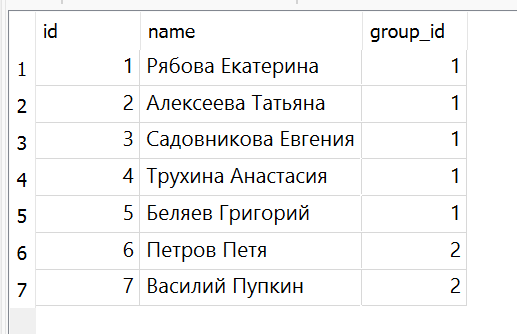 id name group_id
1 1 Рябова Екатерина 1
2 2 Алексеева Татьяна 1
3 3 Садовникова Евгения 1
4 4 Трухина Анастасия 1
5 5 Беляев Григорий 1
6 6 Петров Петя 2
7 7 Василий Пупкин 2